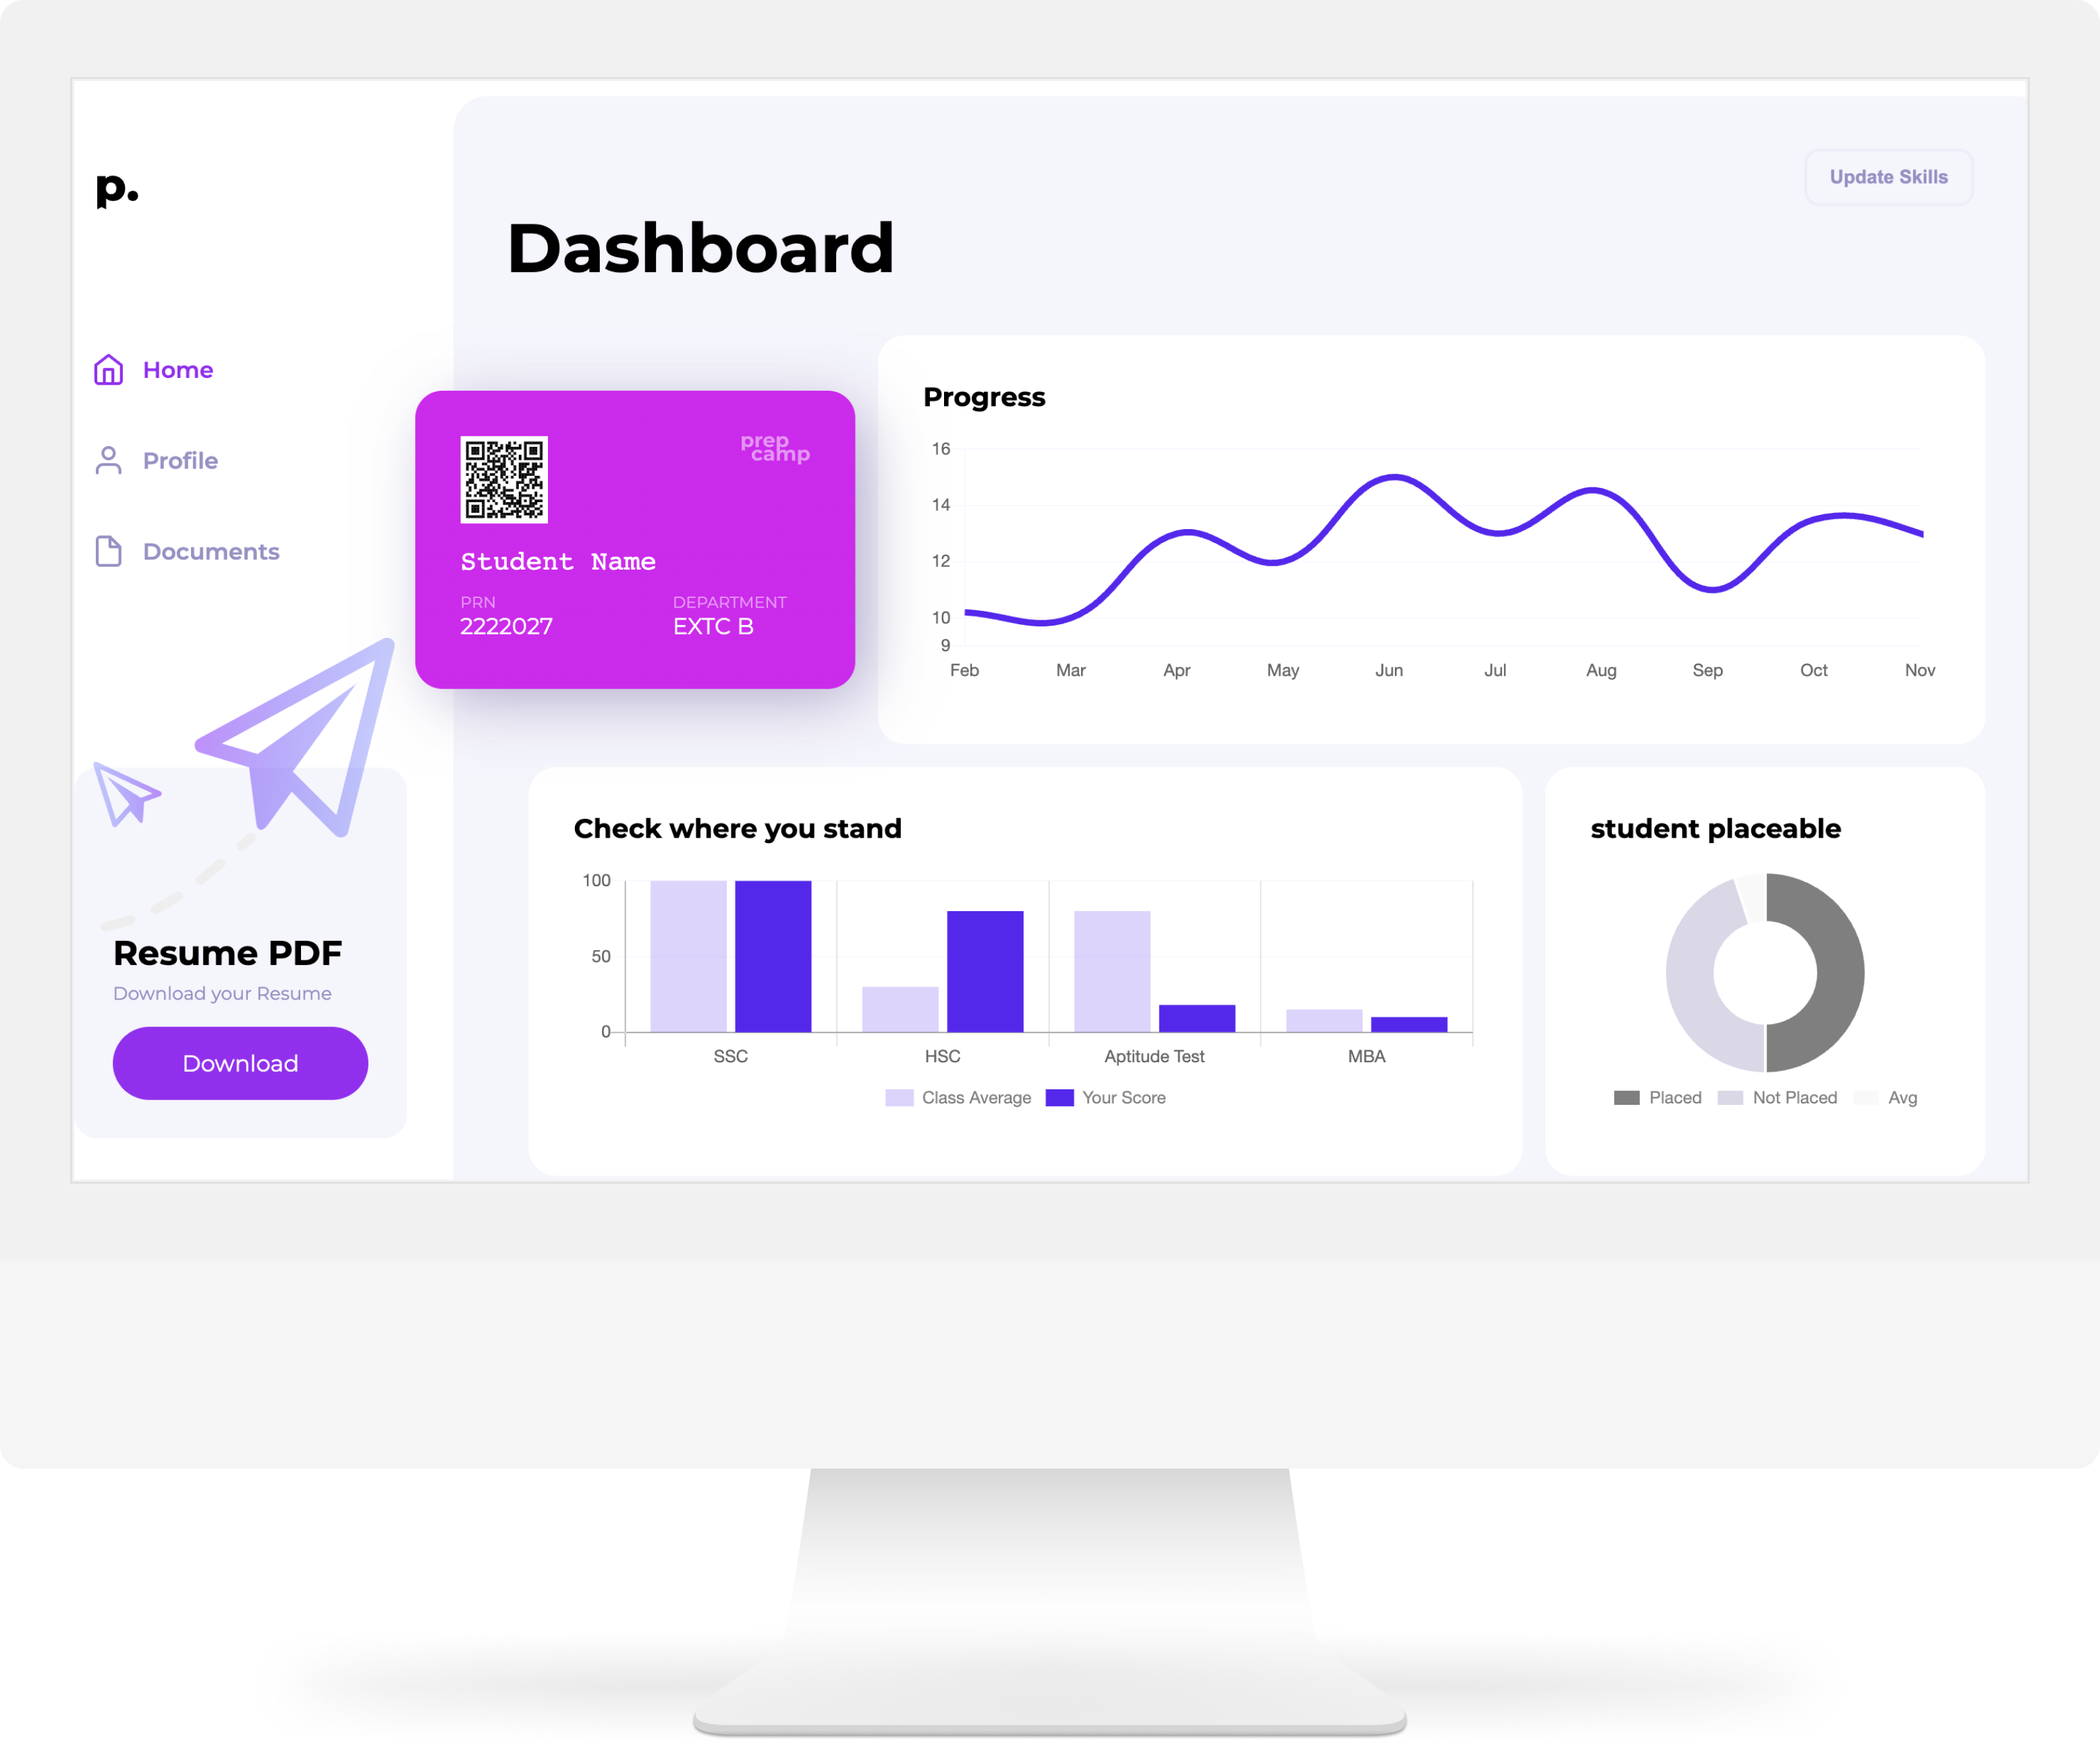 p.
Home
Profile
Documents
Resume PDF
Download your Resume
Download
Update Skills
Dashboard
prep
camp
Student Name
PRN
DEPARTMENT
2222027
EXTC B
Progress
16
14
12
10
9
Feb Mar Apr May Jun Jul Aug Sep Oct Nov
Check where you stand
100
50
0
SSC HSC Aptitude Test MBA
Class Average Your Score
student placeable
Placed Not Placed Avg